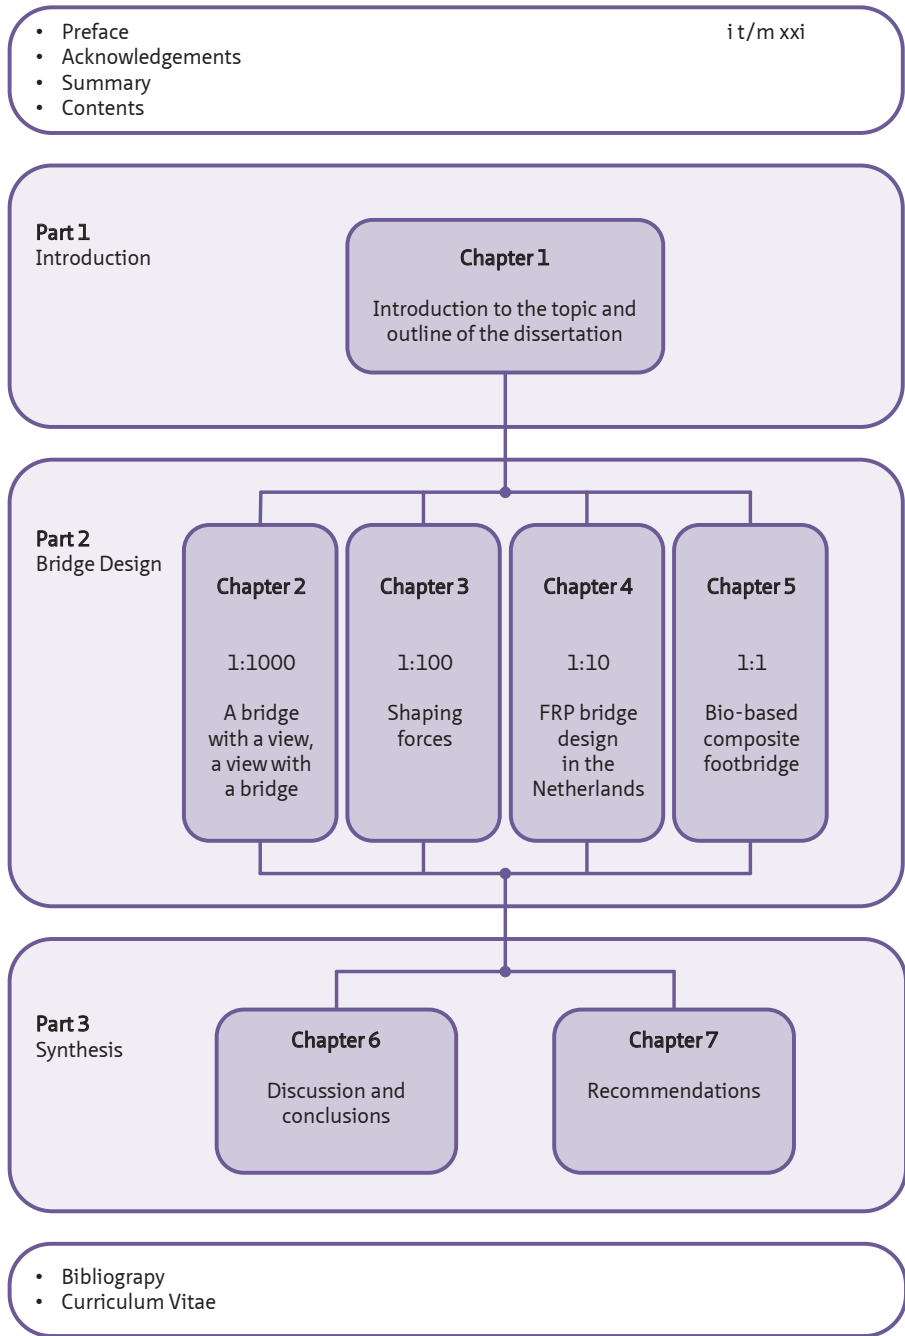 • Preface i t/m xxi
• Acknowledgements
• Summary
• Contents
Part 1
Introduction
Chapter 1
Introduction to the topic and
outline of the dissertation
Part 2
Bridge Design
Chapter 2
1:1000
A bridge
with a view,
a view with
a bridge
Chapter 3
1:100
Shaping
forces
Chapter 4
1:10
FRP bridge
design
in the
Netherlands
Chapter 5
1:1
Bio-based
composite
footbridge
Part 3
Synthesis
Chapter 6
Discussion and
conclusions
Chapter 7
Recommendations
• Bibliograpy
• Curriculum Vitae